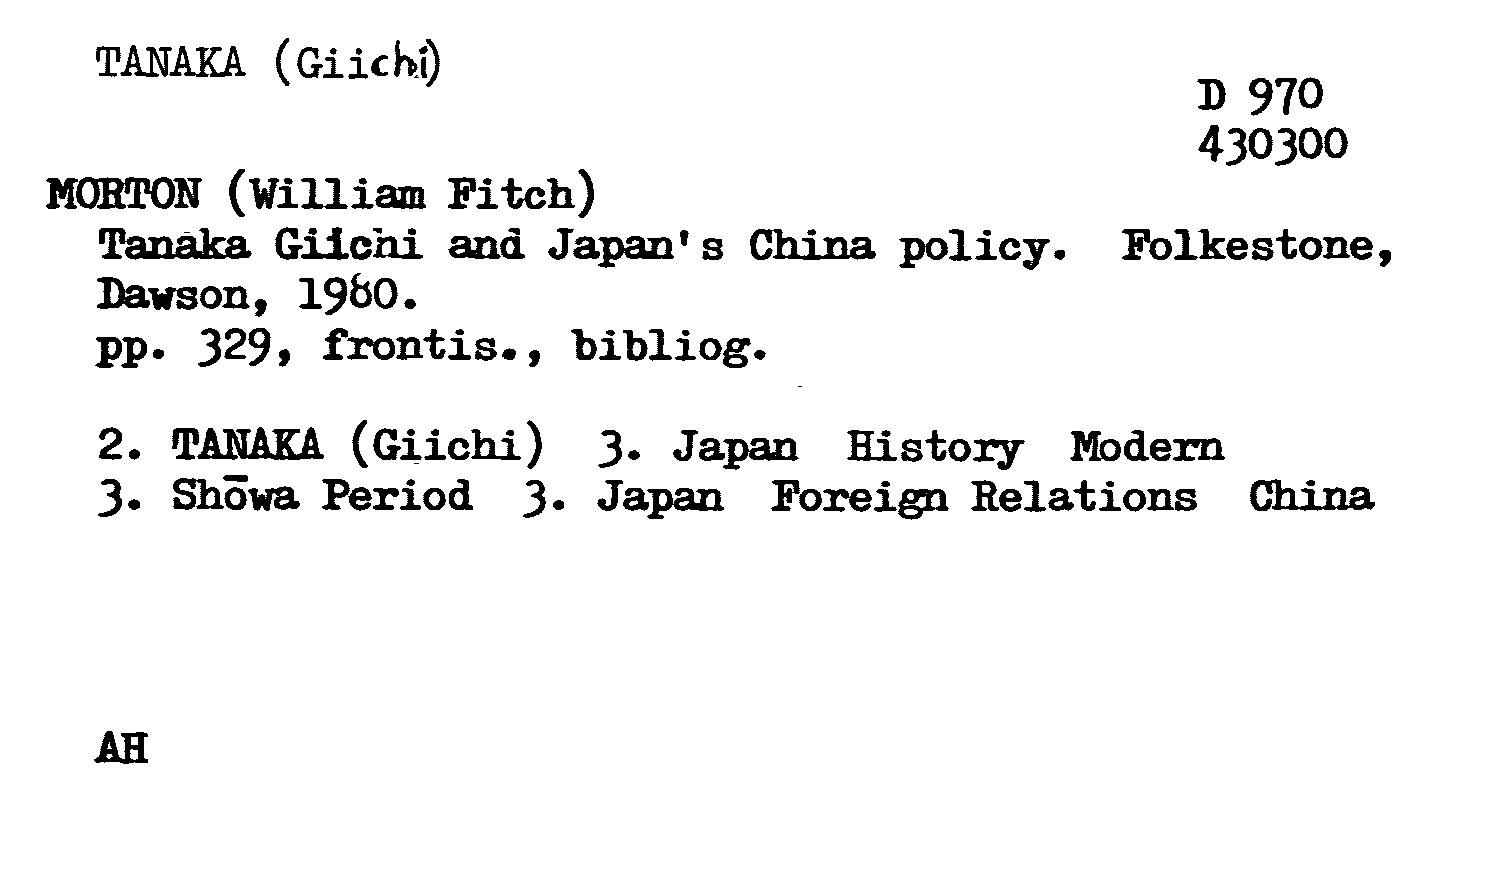 TANAKA (Giichi)
D 970
430300
MORTON (William Fitch)
Tanaka Giichi and Japan's China policy. Folkestone,
Dawson, 1980.
pp. 329, frontis., bibliog.
2. TANAKA (Giichi) 3. Japan History Modern
3. Shōwa Period 3. Japan Foreign Relations China
AH